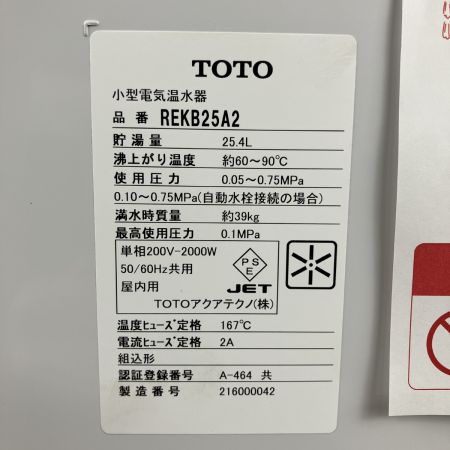 TOTO
小型電気温水器
品番 REKB25A2
貯湯量 25.4L
沸上がり温度 約60～90℃
使用圧力 0.05～0.75MPa
0.10～0.75MPa(自動水栓接続の場合)
満水時質量 約39kg
最高使用圧力 0.1MPa
単相200V-2000W
50/60Hz共用
屋内用
PSE
JET
TOTOアクアテクノ(株)
温度ﾋｭｰｽﾞ定格 167℃
電流ﾋｭｰｽﾞ定格 2A
組込形
認証登録番号 A-464 共
製造番号 216000042